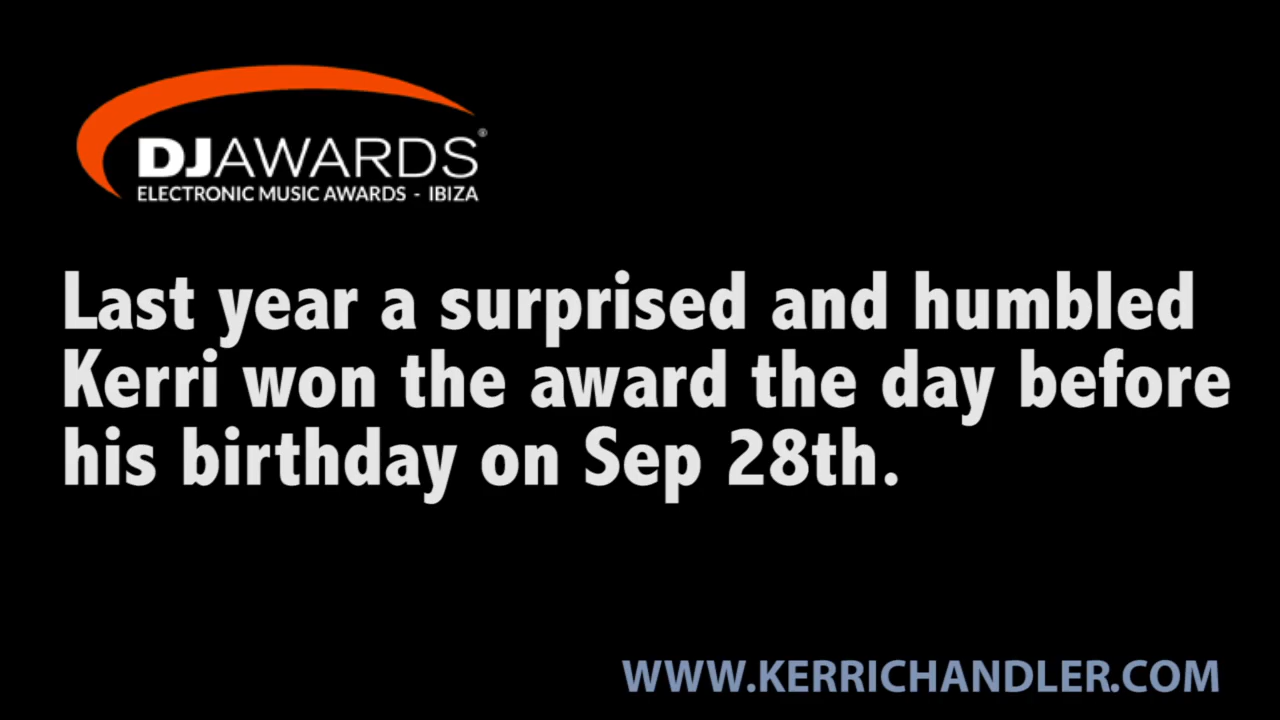 DJAWARDS®
ELECTRONIC MUSIC AWARDS - IBIZA
Last year a surprised and humbled
Kerri won the award the day before
his birthday on Sep 28th.
WWW.KERRICHANDLER.COM